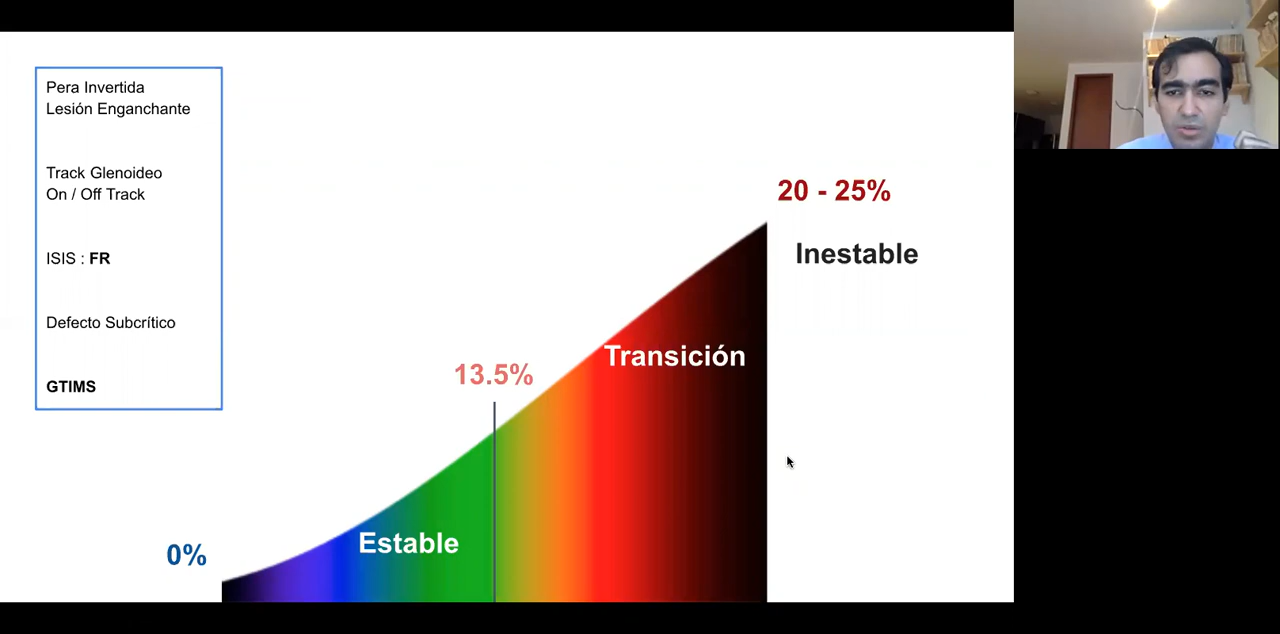 Pera Invertida
Lesión Enganchante
Track Glenoideo
On / Off Track
ISIS : FR
Defecto Subcrítico
GTIMS
20 - 25%
Inestable
Transición
13.5%
Estable
0%